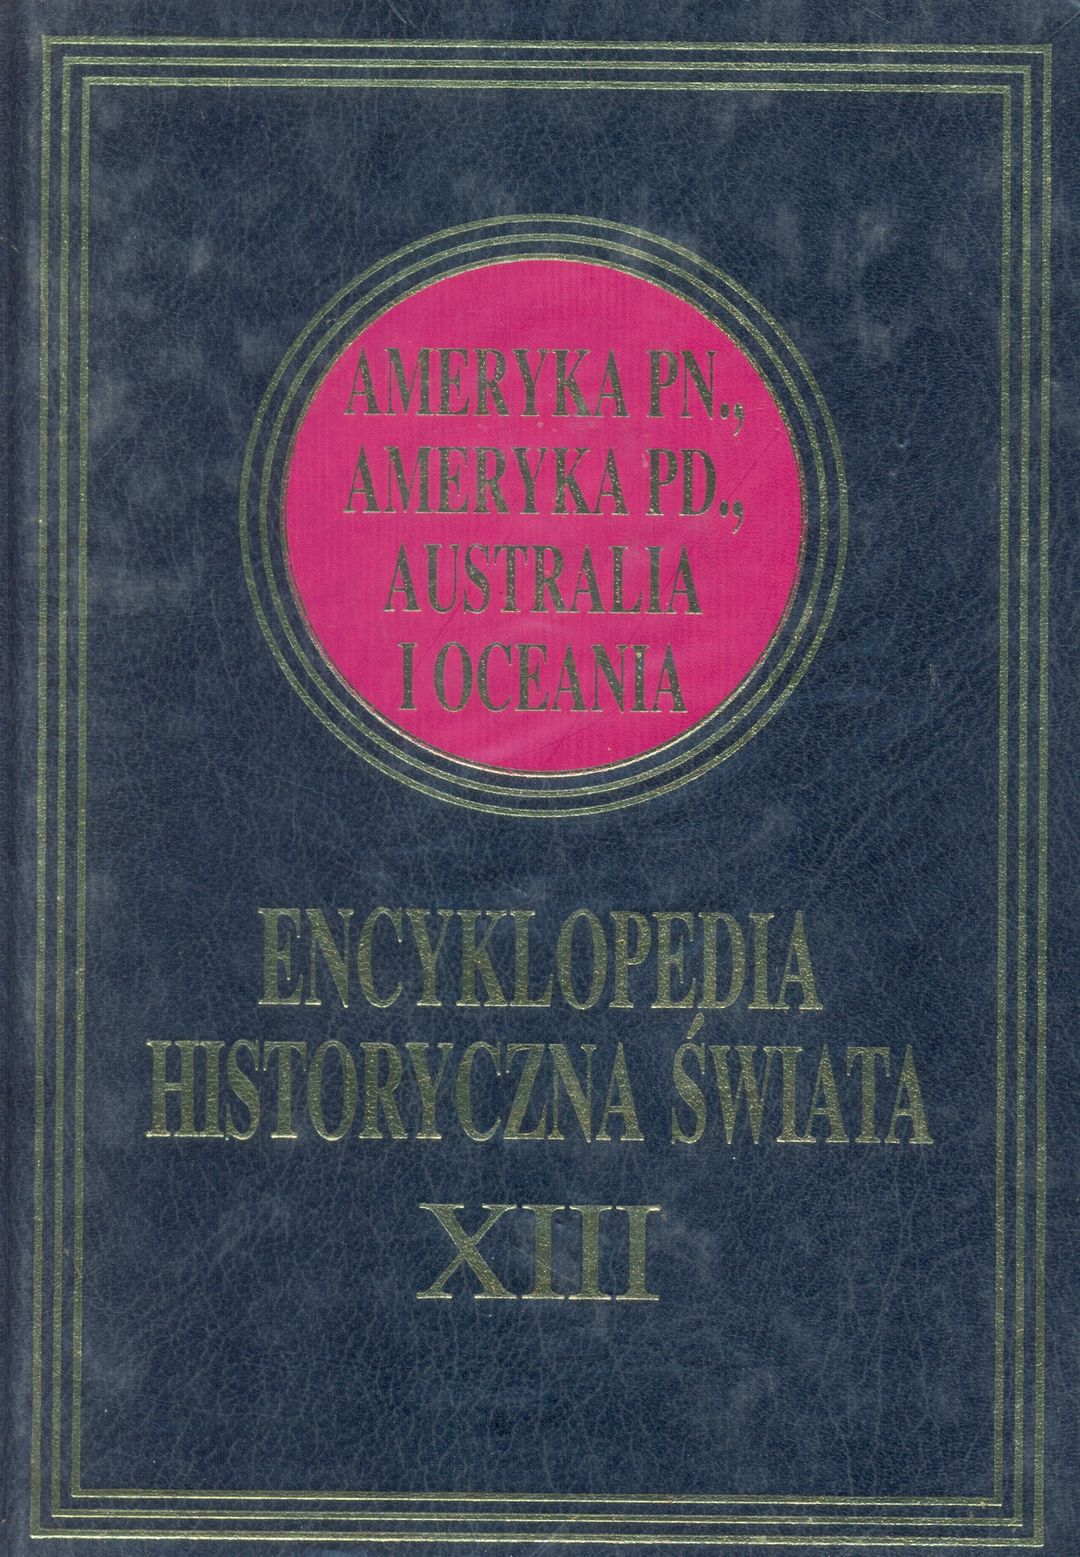 AMERYKA PN.,
AMERYKA PD.,
AUSTRALIA
I OCEANIA
ENCYKLOPEDIA
HISTORYCZNA ŚWIATA
XIII